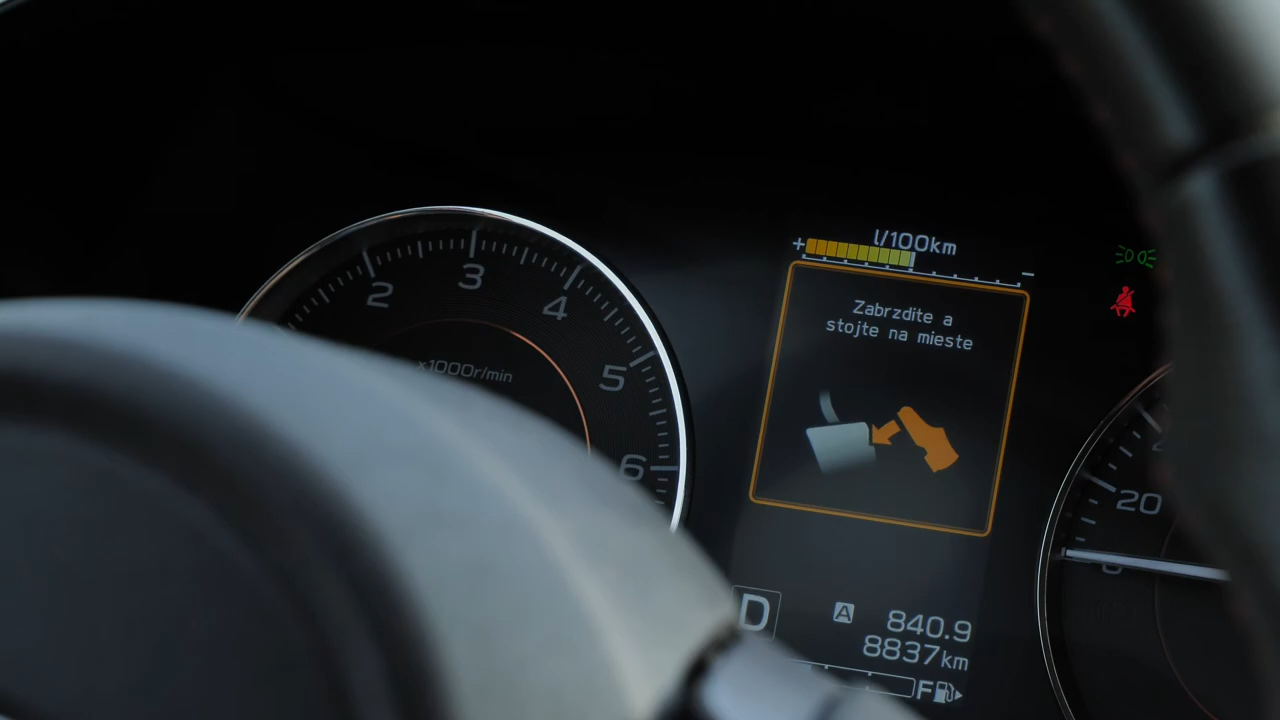 2
3
4
5
6
x1000r/min
l/100km
+
-
Zabrzdite a
stojte na mieste
D
A
840.9
8837km
F
20